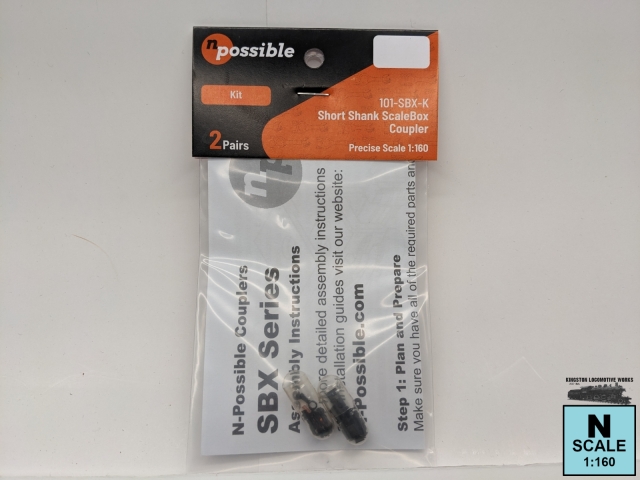 npossible
Kit
101-SBX-K
Short Shank ScaleBox
Coupler
2 Pairs
Precise Scale 1:160
N-Possible Couplers
SBX Series
Assembly Instructions
more detailed assembly instructions
installation guides visit our website:
-Possible.com
Step 1: Plan and Prepare
Make sure you have all of the required parts and
KINGSTON LOCOMOTIVE WORKS
N
SCALE
1:160